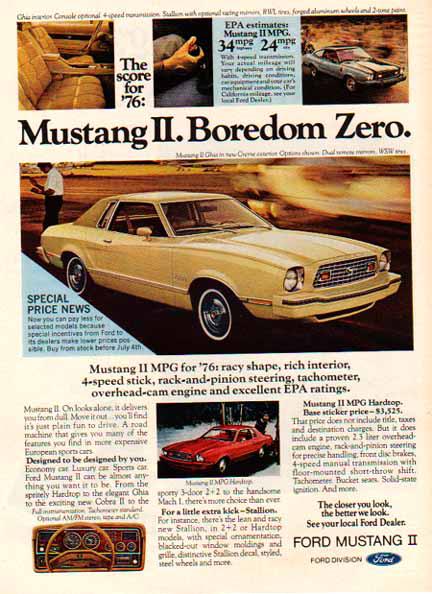 Ghia interior. Console optional. 4-speed transmission. Stallion with optional racing mirrors, RWL tires, forged aluminum wheels and 2-tone paint.
The
score
for
'76:
EPA estimates:
Mustang II MPG.
34 mpg highway 24 mpg city
With 4-speed transmission.
Your actual mileage will
vary depending on driving
habits, driving conditions,
car equipment and your car's
mechanical condition. (For
California mileage, see your
local Ford Dealer.)
Mustang II. Boredom Zero.
Mustang II Ghia in new Creme exterior. Options shown: Dual remote mirrors, WSW tires.
SPECIAL
PRICE NEWS
Now you can pay less for
selected models because
special incentives from Ford to
its dealers make lower prices pos-
sible. Buy from stock before July 4th.
Mustang II MPG for '76: racy shape, rich interior,
4-speed stick, rack-and-pinion steering, tachometer,
overhead-cam engine and excellent EPA ratings.
Mustang II. On looks alone, it delivers
you from dull. Move it out... you'll find
it's just plain fun to drive. A road
machine that gives you many of the
features you find in more expensive
European sports cars.
Designed to be designed by you.
Economy car. Luxury car. Sports car.
Ford Mustang II can be almost any-
thing you want it to be. From the
spritely Hardtop to the elegant Ghia
to the exciting new Cobra II to the
Full instrumentation. Tachometer standard.
Optional AM/FM stereo, tape and A/C.
Mustang II MPG Hardtop.
sporty 3-door 2+2 to the handsome
Mach 1, there's more choice than ever.
For a little extra kick–Stallion.
For instance, there's the lean and racy
new Stallion, in 2+2 or Hardtop
models, with special ornamentation,
blacked-out window moldings and
grille, distinctive Stallion decal, styled,
steel wheels and more.
Mustang II MPG Hardtop.
Base sticker price–$3,525.
That price does not include title, taxes
and destination charges. But it does
include a proven 2.3 liter overhead-
cam engine, rack-and-pinion steering
for precise handling, front disc brakes,
4-speed manual transmission with
floor-mounted short-throw shift.
Tachometer. Bucket seats. Solid-state
ignition. And more.
The closer you look,
the better we look.
See your local Ford Dealer.
FORD MUSTANG II
FORD DIVISION Ford